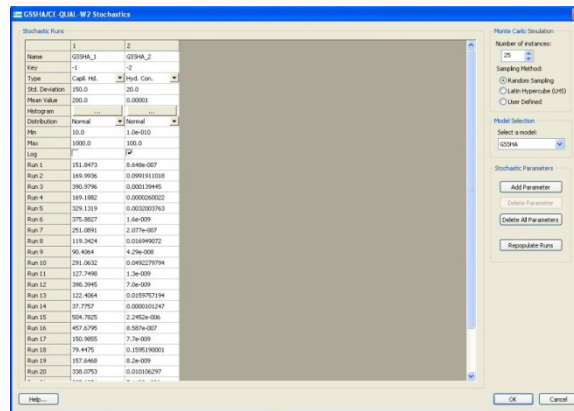 GSSHA/CE-QUAL-W2 Stochastics
Stochastic Runs
1 2
Name GSSHA_1 GSSHA_2
Key -1 -2
Type Capil. Hd. Hyd. Con.
Std. Deviation 150.0 20.0
Mean Value 200.0 0.00001
Histogram ... ...
Distribution Normal Normal
Min 10.0 1.0e-010
Max 1000.0 100.0
Log
Run 1 151.8473 8.648e-007
Run 2 169.9936 0.0991911018
Run 3 390.9796 0.000139445
Run 4 169.1882 0.0000260022
Run 5 329.1319 0.0032003763
Run 6 375.8827 1.6e-009
Run 7 251.0891 2.077e-007
Run 8 119.3424 0.016949072
Run 9 90.4064 4.29e-008
Run 10 291.0632 0.0492279794
Run 11 127.7498 1.3e-009
Run 12 398.3945 7.0e-009
Run 13 122.4064 0.0159757194
Run 14 37.7757 0.0000101247
Run 15 504.7825 2.2452e-006
Run 16 457.6795 8.587e-007
Run 17 150.9855 7.7e-009
Run 18 79.4475 0.1595190001
Run 19 157.6468 8.2e-009
Run 20 338.0753 0.010106297
Monte Carlo Simulation
Number of instances:
25
Sampling Method:
Random Sampling
Latin Hypercube (LHS)
User Defined
Model Selection
Select a model:
GSSHA
Stochastic Parameters
Add Parameter
Delete Parameter
Delete All Parameters
Repopulate Runs
Help...
OK
Cancel